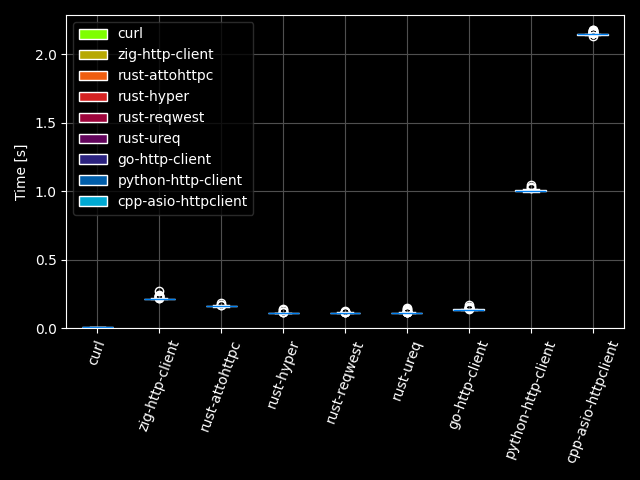 curl
zig-http-client
rust-attohttpc
rust-hyper
rust-reqwest
rust-ureq
go-http-client
python-http-client
cpp-asio-httpclient
Time [s]
2.0
1.5
1.0
0.5
0.0
curl
zig-http-client
rust-attohttpc
rust-hyper
rust-reqwest
rust-ureq
go-http-client
python-http-client
cpp-asio-httpclient